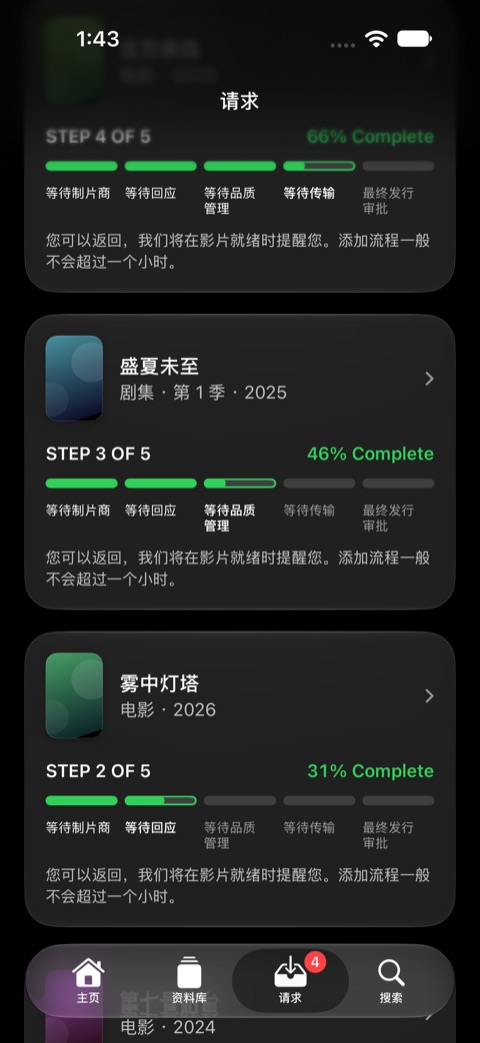 1:43
请求
STEP 4 OF 5
66% Complete
等待制片商
等待回应
等待品质
管理
等待传输
最终发行
审批
您可以返回，我们将在影片就绪时提醒您。添加流程一般
不会超过一个小时。
盛夏未至
剧集 · 第 1 季 · 2025
STEP 3 OF 5
46% Complete
等待制片商
等待回应
等待品质
管理
等待传输
最终发行
审批
您可以返回，我们将在影片就绪时提醒您。添加流程一般
不会超过一个小时。
雾中灯塔
电影 · 2026
STEP 2 OF 5
31% Complete
等待制片商
等待回应
等待品质
管理
等待传输
最终发行
审批
您可以返回，我们将在影片就绪时提醒您。添加流程一般
不会超过一个小时。
4
主页
资料库
请求
搜索
电影 · 2024